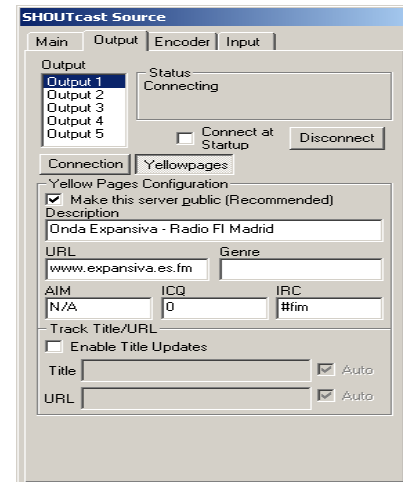 SHOUTcast Source
Main Output Encoder Input
Output
Output 1
Output 2
Output 3
Output 4
Output 5
Status
Connecting
Connect at Startup
Disconnect
Connection Yellowpages
Yellow Pages Configuration
Make this server public (Recommended)
Description
Onda Expansiva - Radio FI Madrid
URL Genre
www.expansiva.es.fm
AIM ICQ IRC
N/A 0 #fim
Track Title/URL
Enable Title Updates
Title Auto
URL Auto